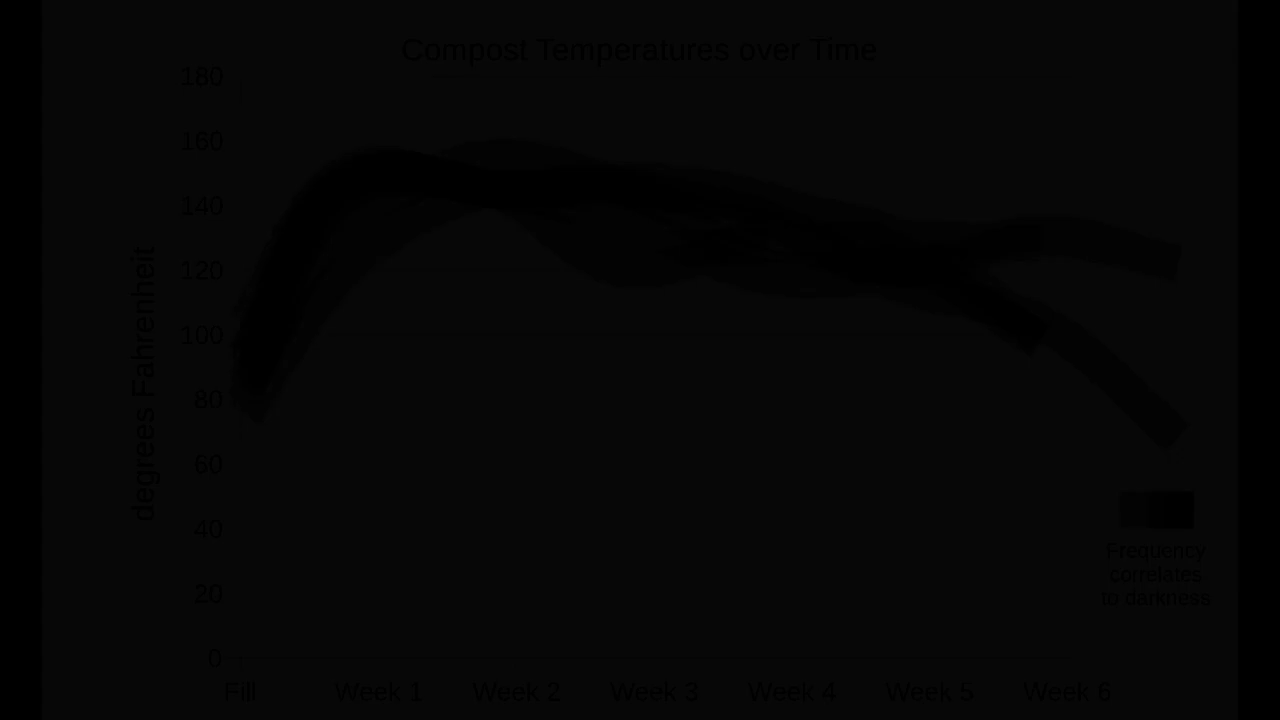 Compost Temperatures over Time
180
160
140
120
100
80
60
40
20
0
degrees Fahrenheit
Fill Week 1 Week 2 Week 3 Week 4 Week 5 Week 6
Frequency
correlates
to darkness